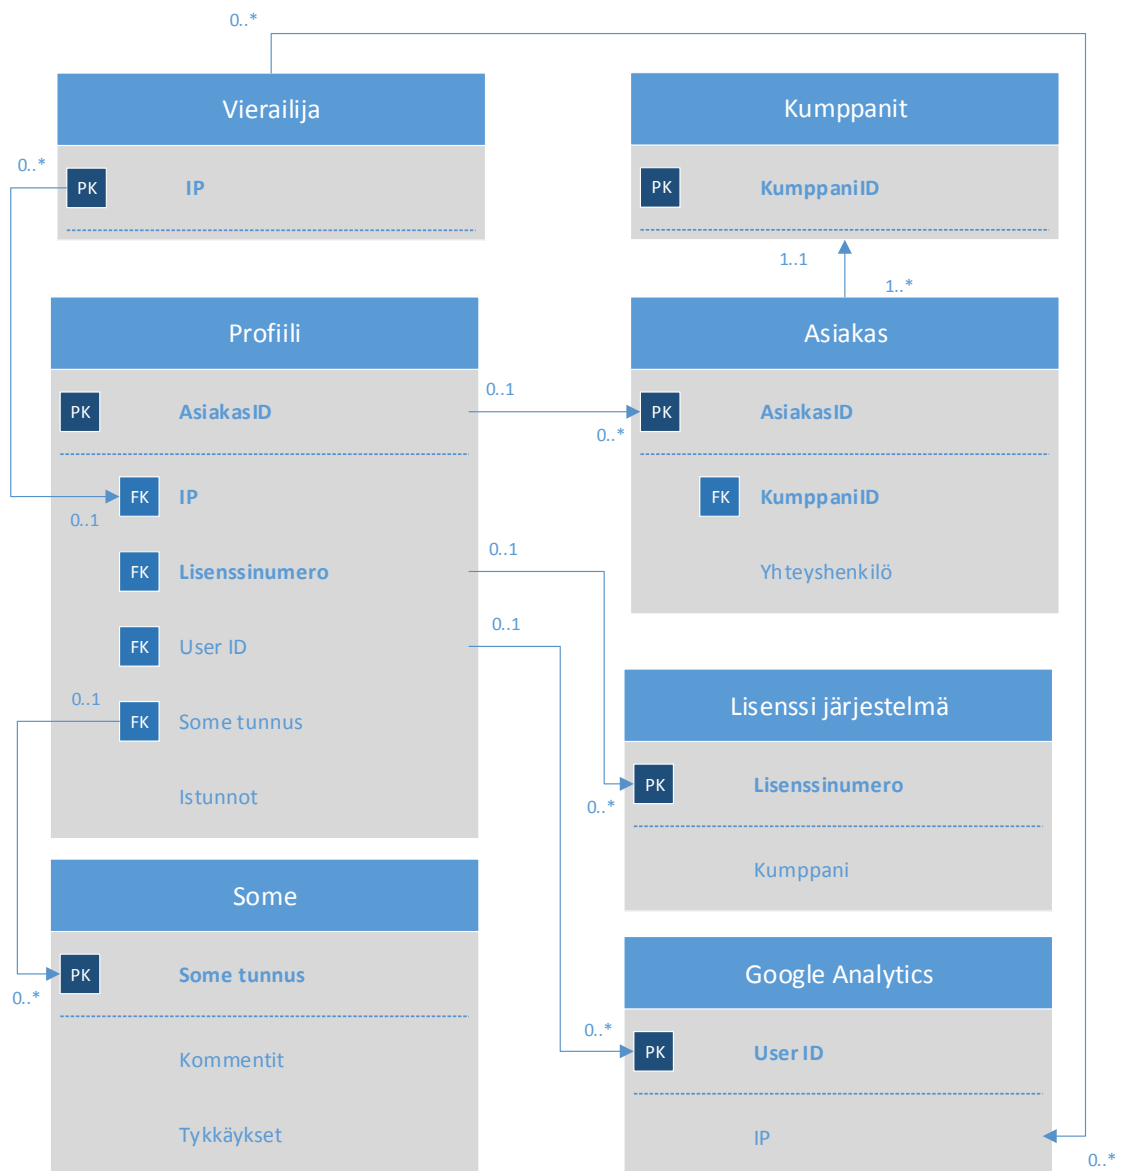 0..*
Vierailija
0..*
PK
IP
Kumppanit
PK
KumppaniID
1..1
1..*
Profiili
PK
AsiakasID
0..1
0..*
FK
IP
0..1
FK
Lisenssinumero
0..1
FK
User ID
0..1
0..1
FK
Some tunnus
Istunnot
Asiakas
PK
AsiakasID
FK
KumppaniID
Yhteyshenkilö
Lisenssi järjestelmä
PK
Lisenssinumero
0..*
Kumppani
Some
PK
Some tunnus
0..*
Kommentit
Tykkäykset
Google Analytics
0..*
PK
User ID
IP
0..*